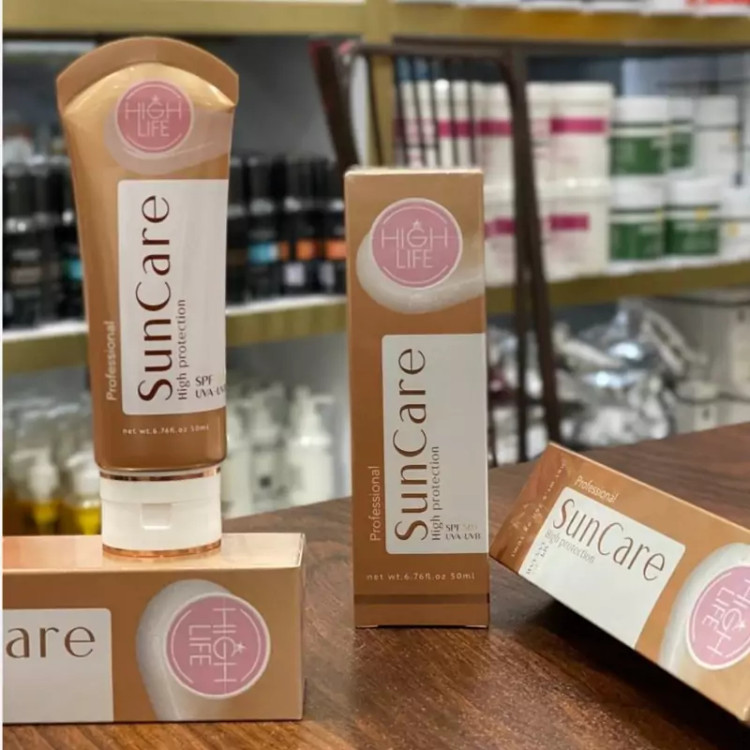 HIGH
LIFE
Professional
SunCare
High protection
SPF
UVA-UVB
net wt.6.76fl.oz 50ml
HIGH
LIFE
Professional
SunCare
High protection
SPF 50+
UVA-UVB
net wt.6.76fl.oz 50ml
are
HIGH
LIFE
Professional
SunCare
High protection
HIGH
LIFE